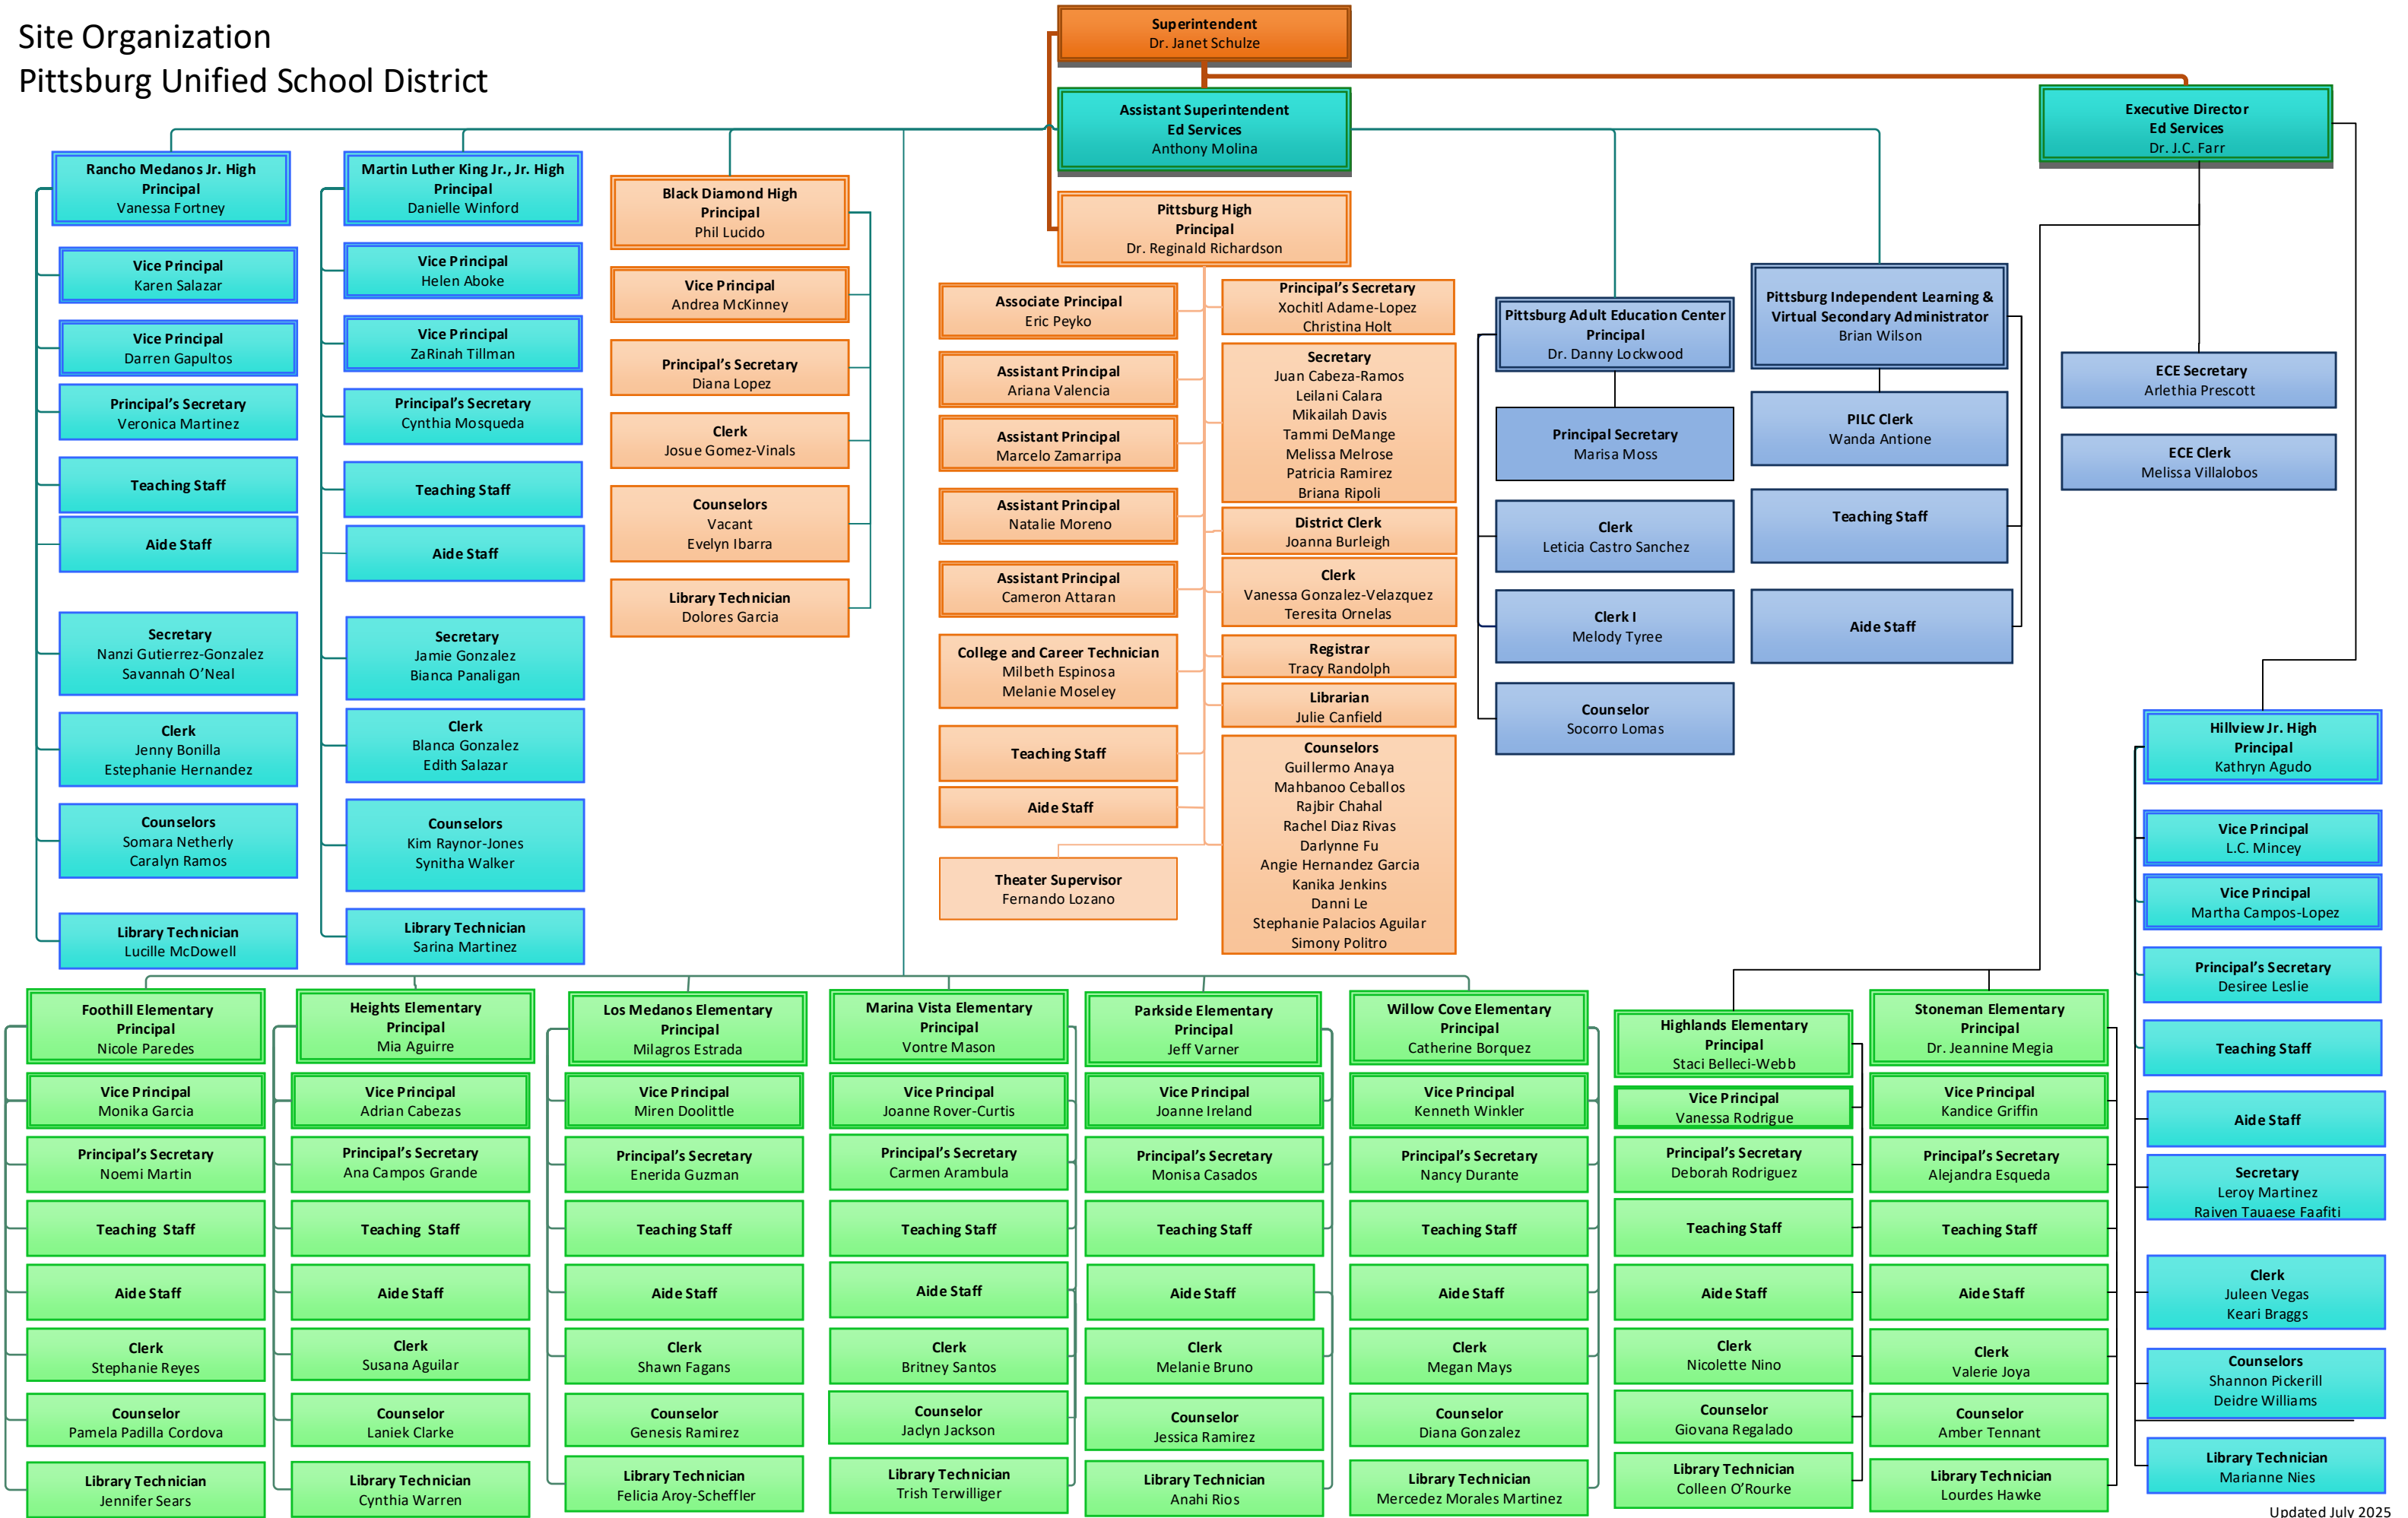 Site Organization
Pittsburg Unified School District
Superintendent
Dr. Janet Schulze
Assistant Superintendent
Ed Services
Anthony Molina
Executive Director
Ed Services
Dr. J.C. Farr
Rancho Medanos Jr. High
Principal
Vanessa Fortney
Vice Principal
Karen Salazar
Vice Principal
Darren Gapultos
Principal's Secretary
Veronica Martinez
Teaching Staff
Aide Staff
Secretary
Nanzi Gutierrez-Gonzalez
Savannah O'Neal
Clerk
Jenny Bonilla
Estephanie Hernandez
Counselors
Somara Netherly
Caralyn Ramos
Library Technician
Lucille McDowell
Martin Luther King Jr., Jr. High
Principal
Danielle Winford
Vice Principal
Helen Aboke
Vice Principal
ZaRinah Tillman
Principal's Secretary
Cynthia Mosqueda
Teaching Staff
Aide Staff
Secretary
Jamie Gonzalez
Bianca Panaligan
Clerk
Blanca Gonzalez
Edith Salazar
Counselors
Kim Raynor-Jones
Synitha Walker
Library Technician
Sarina Martinez
Black Diamond High
Principal
Phil Lucido
Vice Principal
Andrea McKinney
Principal's Secretary
Diana Lopez
Clerk
Josue Gomez-Vinals
Counselors
Vacant
Evelyn Ibarra
Library Technician
Dolores Garcia
Pittsburg High
Principal
Dr. Reginald Richardson
Associate Principal
Eric Peyko
Assistant Principal
Ariana Valencia
Assistant Principal
Marcelo Zamarripa
Assistant Principal
Natalie Moreno
Assistant Principal
Cameron Attaran
College and Career Technician
Milbeth Espinosa
Melanie Moseley
Teaching Staff
Aide Staff
Theater Supervisor
Fernando Lozano
Principal's Secretary
Xochitl Adame-Lopez
Christina Holt
Secretary
Juan Cabeza-Ramos
Leilani Calara
Mikailah Davis
Tammi DeMange
Melissa Melrose
Patricia Ramirez
Briana Ripoli
District Clerk
Joanna Burleigh
Clerk
Vanessa Gonzalez-Velazquez
Teresita Ornelas
Registrar
Tracy Randolph
Librarian
Julie Canfield
Counselors
Guillermo Anaya
Mahbanoo Ceballos
Rajbir Chahal
Rachel Diaz Rivas
Darlynne Fu
Angie Hernandez Garcia
Kanika Jenkins
Danni Le
Stephanie Palacios Aguilar
Simony Politro
Pittsburg Adult Education Center
Principal
Dr. Danny Lockwood
Principal Secretary
Marisa Moss
Clerk
Leticia Castro Sanchez
Clerk I
Melody Tyree
Counselor
Socorro Lomas
Pittsburg Independent Learning &
Virtual Secondary Administrator
Brian Wilson
PILC Clerk
Wanda Antione
Teaching Staff
Aide Staff
ECE Secretary
Arlethia Prescott
ECE Clerk
Melissa Villalobos
Hillview Jr. High
Principal
Kathryn Agudo
Vice Principal
L.C. Mincey
Vice Principal
Martha Campos-Lopez
Principal's Secretary
Desiree Leslie
Teaching Staff
Aide Staff
Secretary
Leroy Martinez
Raiven Tauaese Faafiti
Clerk
Juleen Vegas
Keari Braggs
Counselors
Shannon Pickerill
Deidre Williams
Library Technician
Marianne Nies
Foothill Elementary
Principal
Nicole Paredes
Vice Principal
Monika Garcia
Principal's Secretary
Noemi Martin
Teaching Staff
Aide Staff
Clerk
Stephanie Reyes
Counselor
Pamela Padilla Cordova
Library Technician
Jennifer Sears
Heights Elementary
Principal
Mia Aguirre
Vice Principal
Adrian Cabezas
Principal's Secretary
Ana Campos Grande
Teaching Staff
Aide Staff
Clerk
Susana Aguilar
Counselor
Laniek Clarke
Library Technician
Cynthia Warren
Los Medanos Elementary
Principal
Milagros Estrada
Vice Principal
Miren Doolittle
Principal's Secretary
Enerida Guzman
Teaching Staff
Aide Staff
Clerk
Shawn Fagans
Counselor
Genesis Ramirez
Library Technician
Felicia Aroy-Scheffler
Marina Vista Elementary
Principal
Vontre Mason
Vice Principal
Joanne Rover-Curtis
Principal's Secretary
Carmen Arambula
Teaching Staff
Aide Staff
Clerk
Britney Santos
Counselor
Jaclyn Jackson
Library Technician
Trish Terwilliger
Parkside Elementary
Principal
Jeff Varner
Vice Principal
Joanne Ireland
Principal's Secretary
Monisa Casados
Teaching Staff
Aide Staff
Clerk
Melanie Bruno
Counselor
Jessica Ramirez
Library Technician
Anahi Rios
Willow Cove Elementary
Principal
Catherine Borquez
Vice Principal
Kenneth Winkler
Principal's Secretary
Nancy Durante
Teaching Staff
Aide Staff
Clerk
Megan Mays
Counselor
Diana Gonzalez
Library Technician
Mercedez Morales Martinez
Highlands Elementary
Principal
Staci Belleci-Webb
Vice Principal
Vanessa Rodrigue
Principal's Secretary
Deborah Rodriguez
Teaching Staff
Aide Staff
Clerk
Nicolette Nino
Counselor
Giovana Regalado
Library Technician
Colleen O'Rourke
Stoneman Elementary
Principal
Dr. Jeannine Megia
Vice Principal
Kandice Griffin
Principal's Secretary
Alejandra Esqueda
Teaching Staff
Aide Staff
Clerk
Valerie Joya
Counselor
Amber Tennant
Library Technician
Lourdes Hawke
Updated July 2025